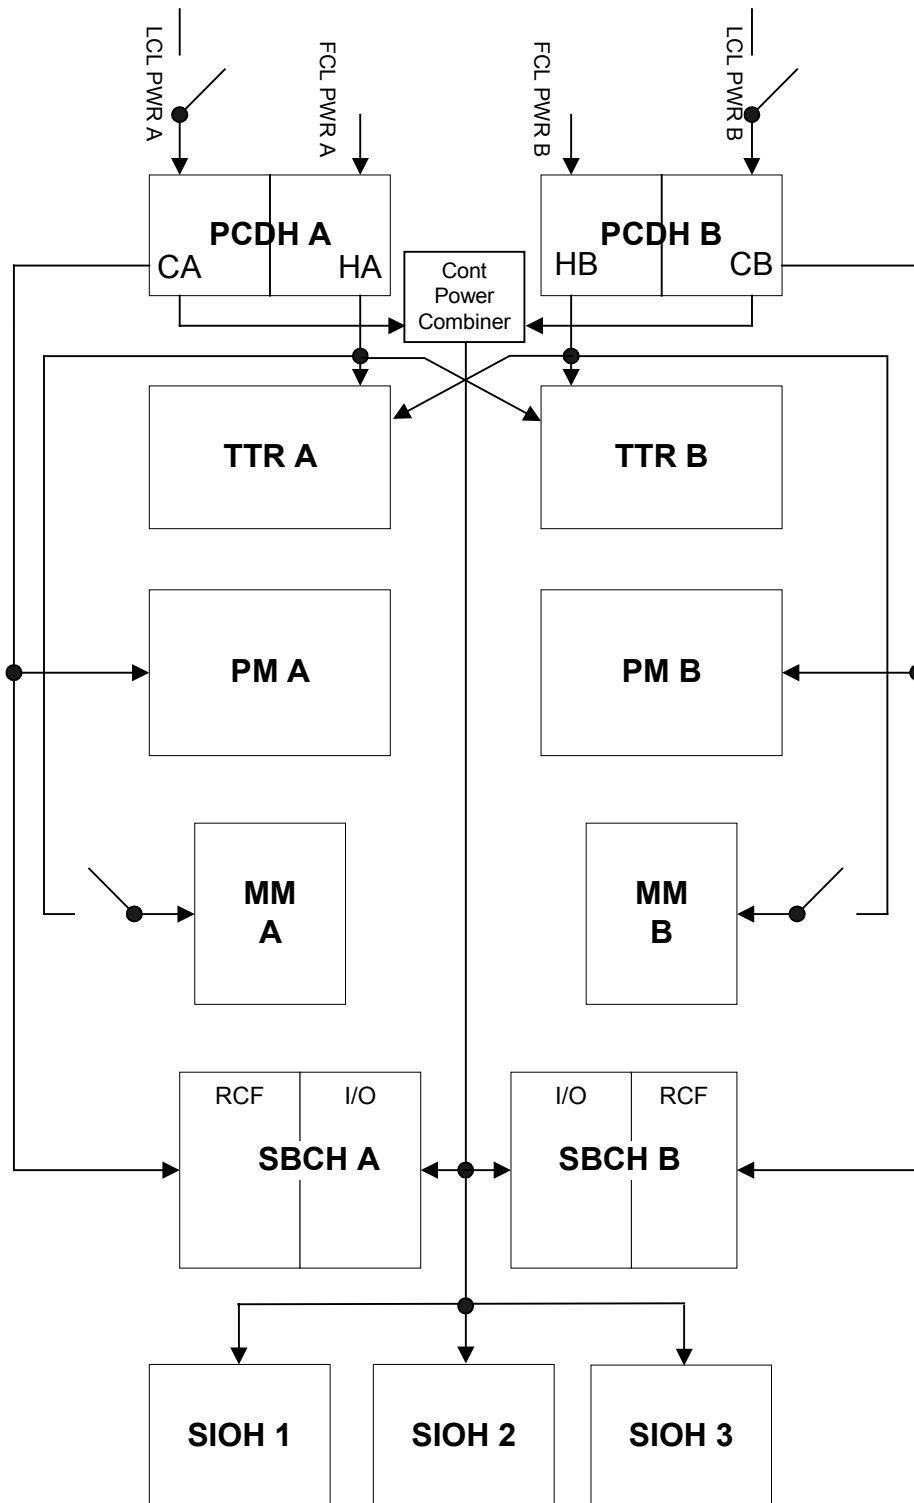 LCL PWR A
FCL PWR A
FCL PWR B
LCL PWR B
PCDH A
CA
HA
PCDH B
HB
CB
Cont
Power
Combiner
TTR A
TTR B
PM A
PM B
MM
A
MM
B
RCF
I/O
SBCH A
I/O
RCF
SBCH B
SIOH 1
SIOH 2
SIOH 3